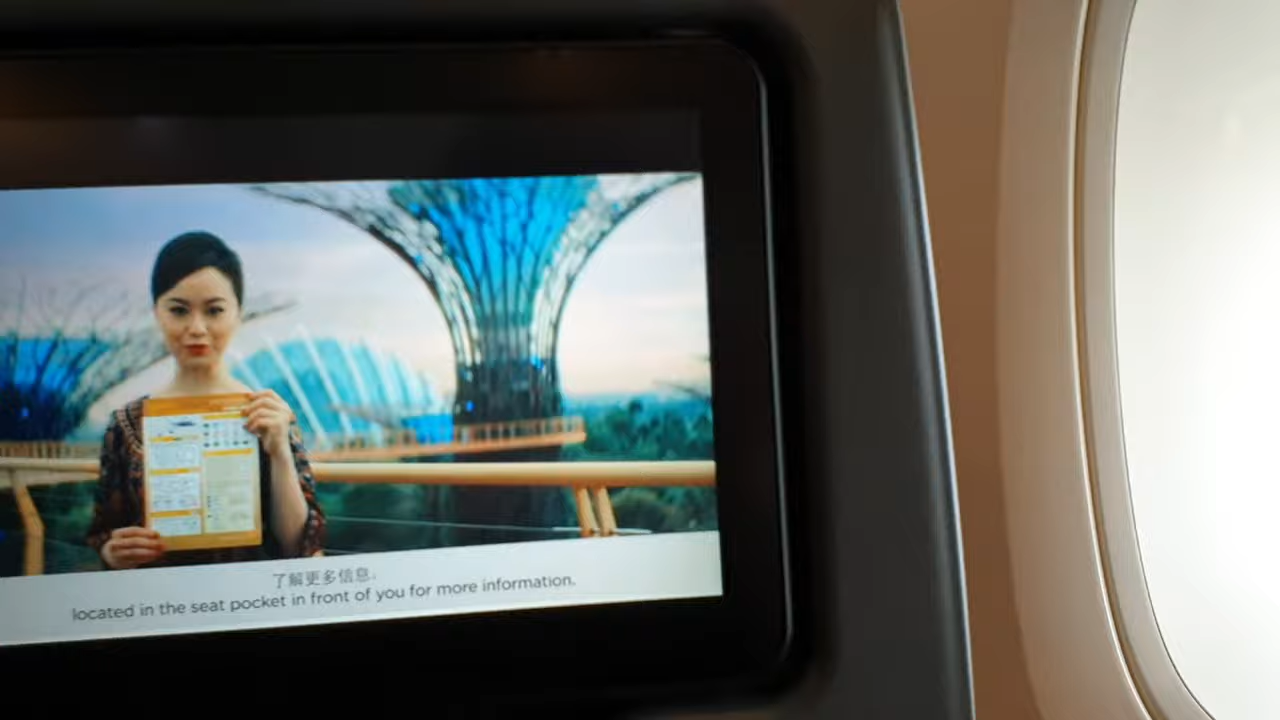 了解更多信息。
located in the seat pocket in front of you for more information.